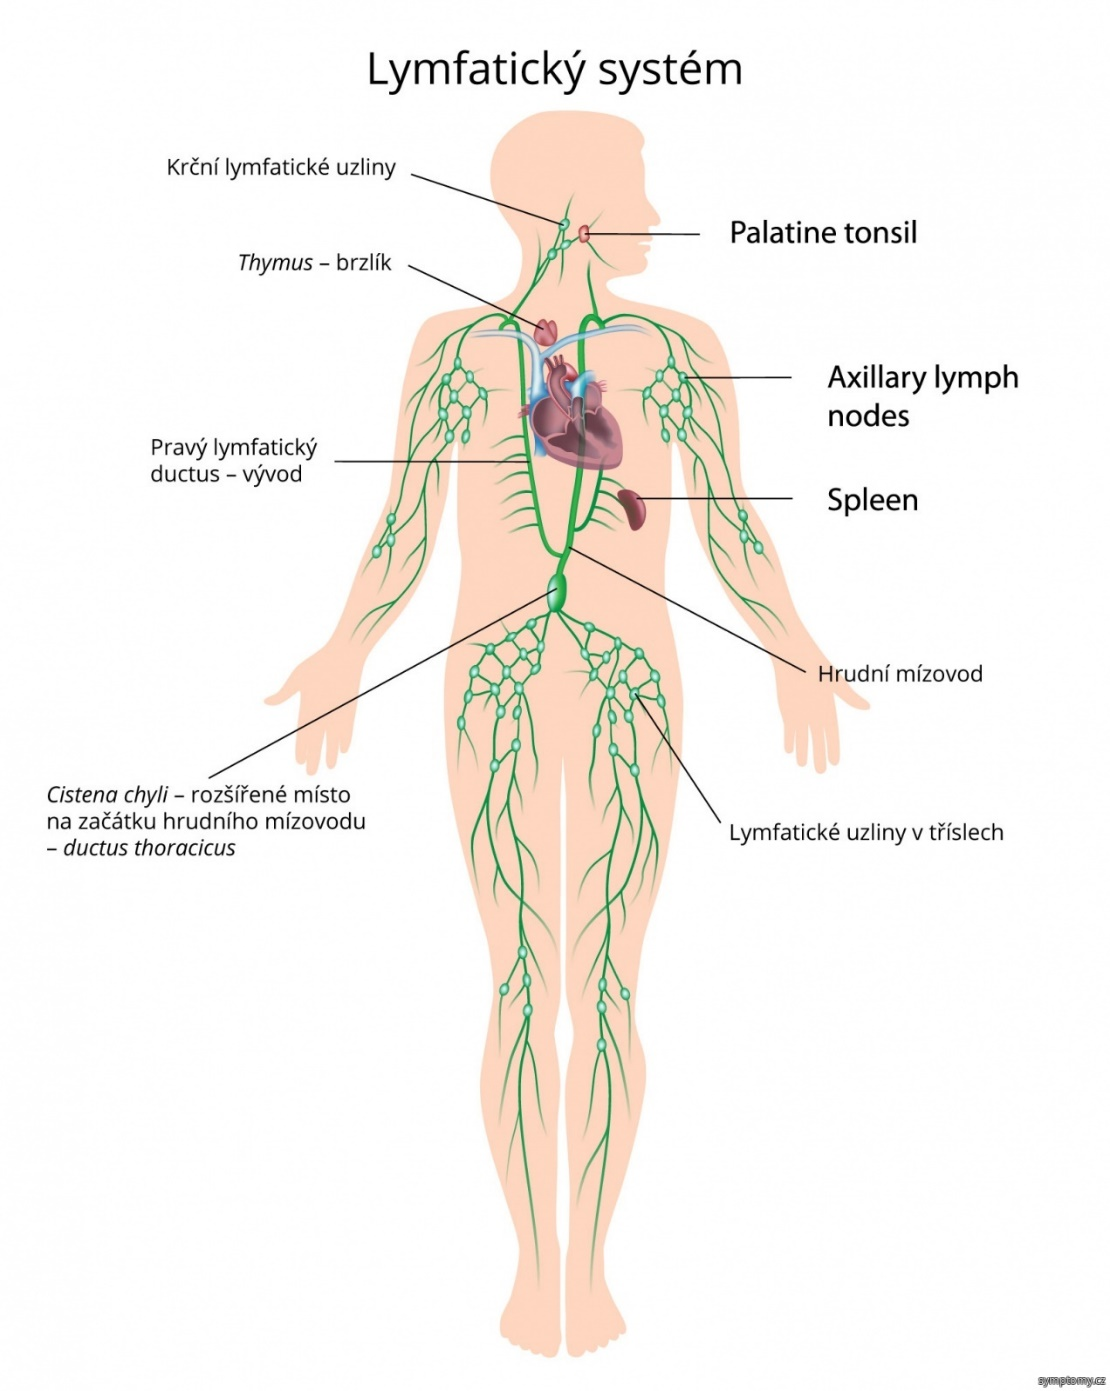 Lymfatický systém
Krční lymfatické uzliny
Palatine tonsil
Thymus – brzlík
Axillary lymph
nodes
Pravý lymfatický
ductus – vývod
Spleen
Hrudní mízovod
Cistena chyli – rozšířené místo
na začátku hrudního mízovodu
– ductus thoracicus
Lymfatické uzliny v tříslech
symptomy.cz